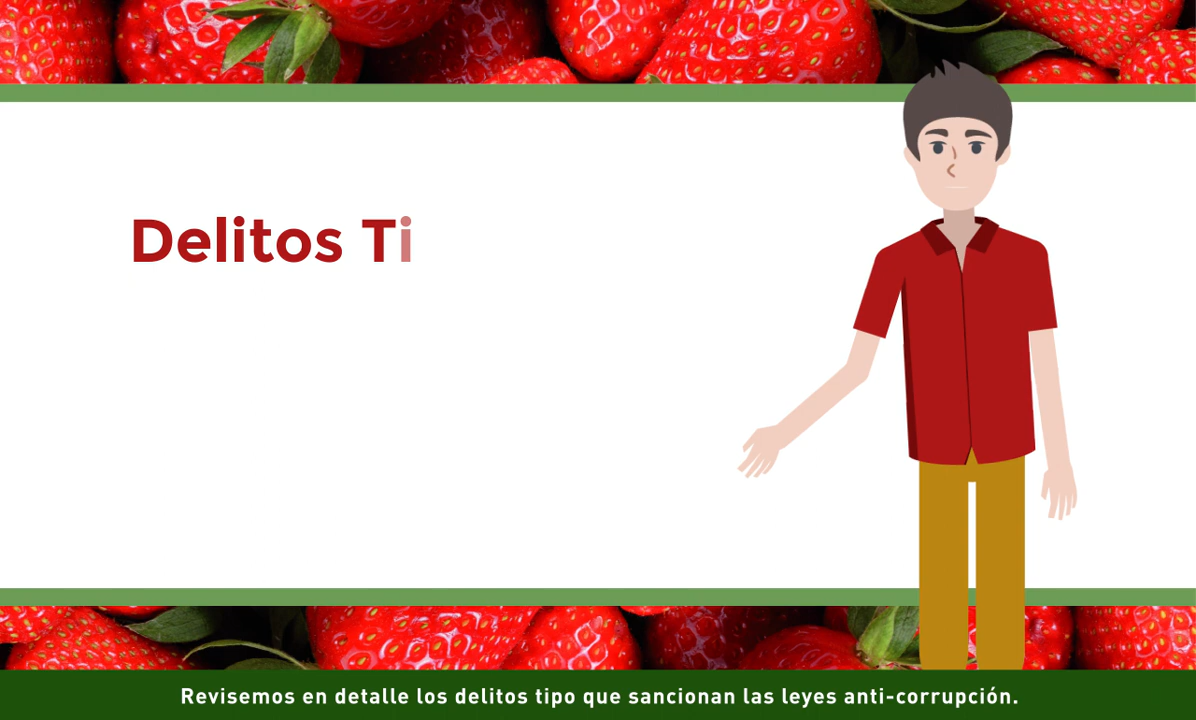 Delitos Ti
Revisemos en detalle los delitos tipo que sancionan las leyes anti-corrupción.